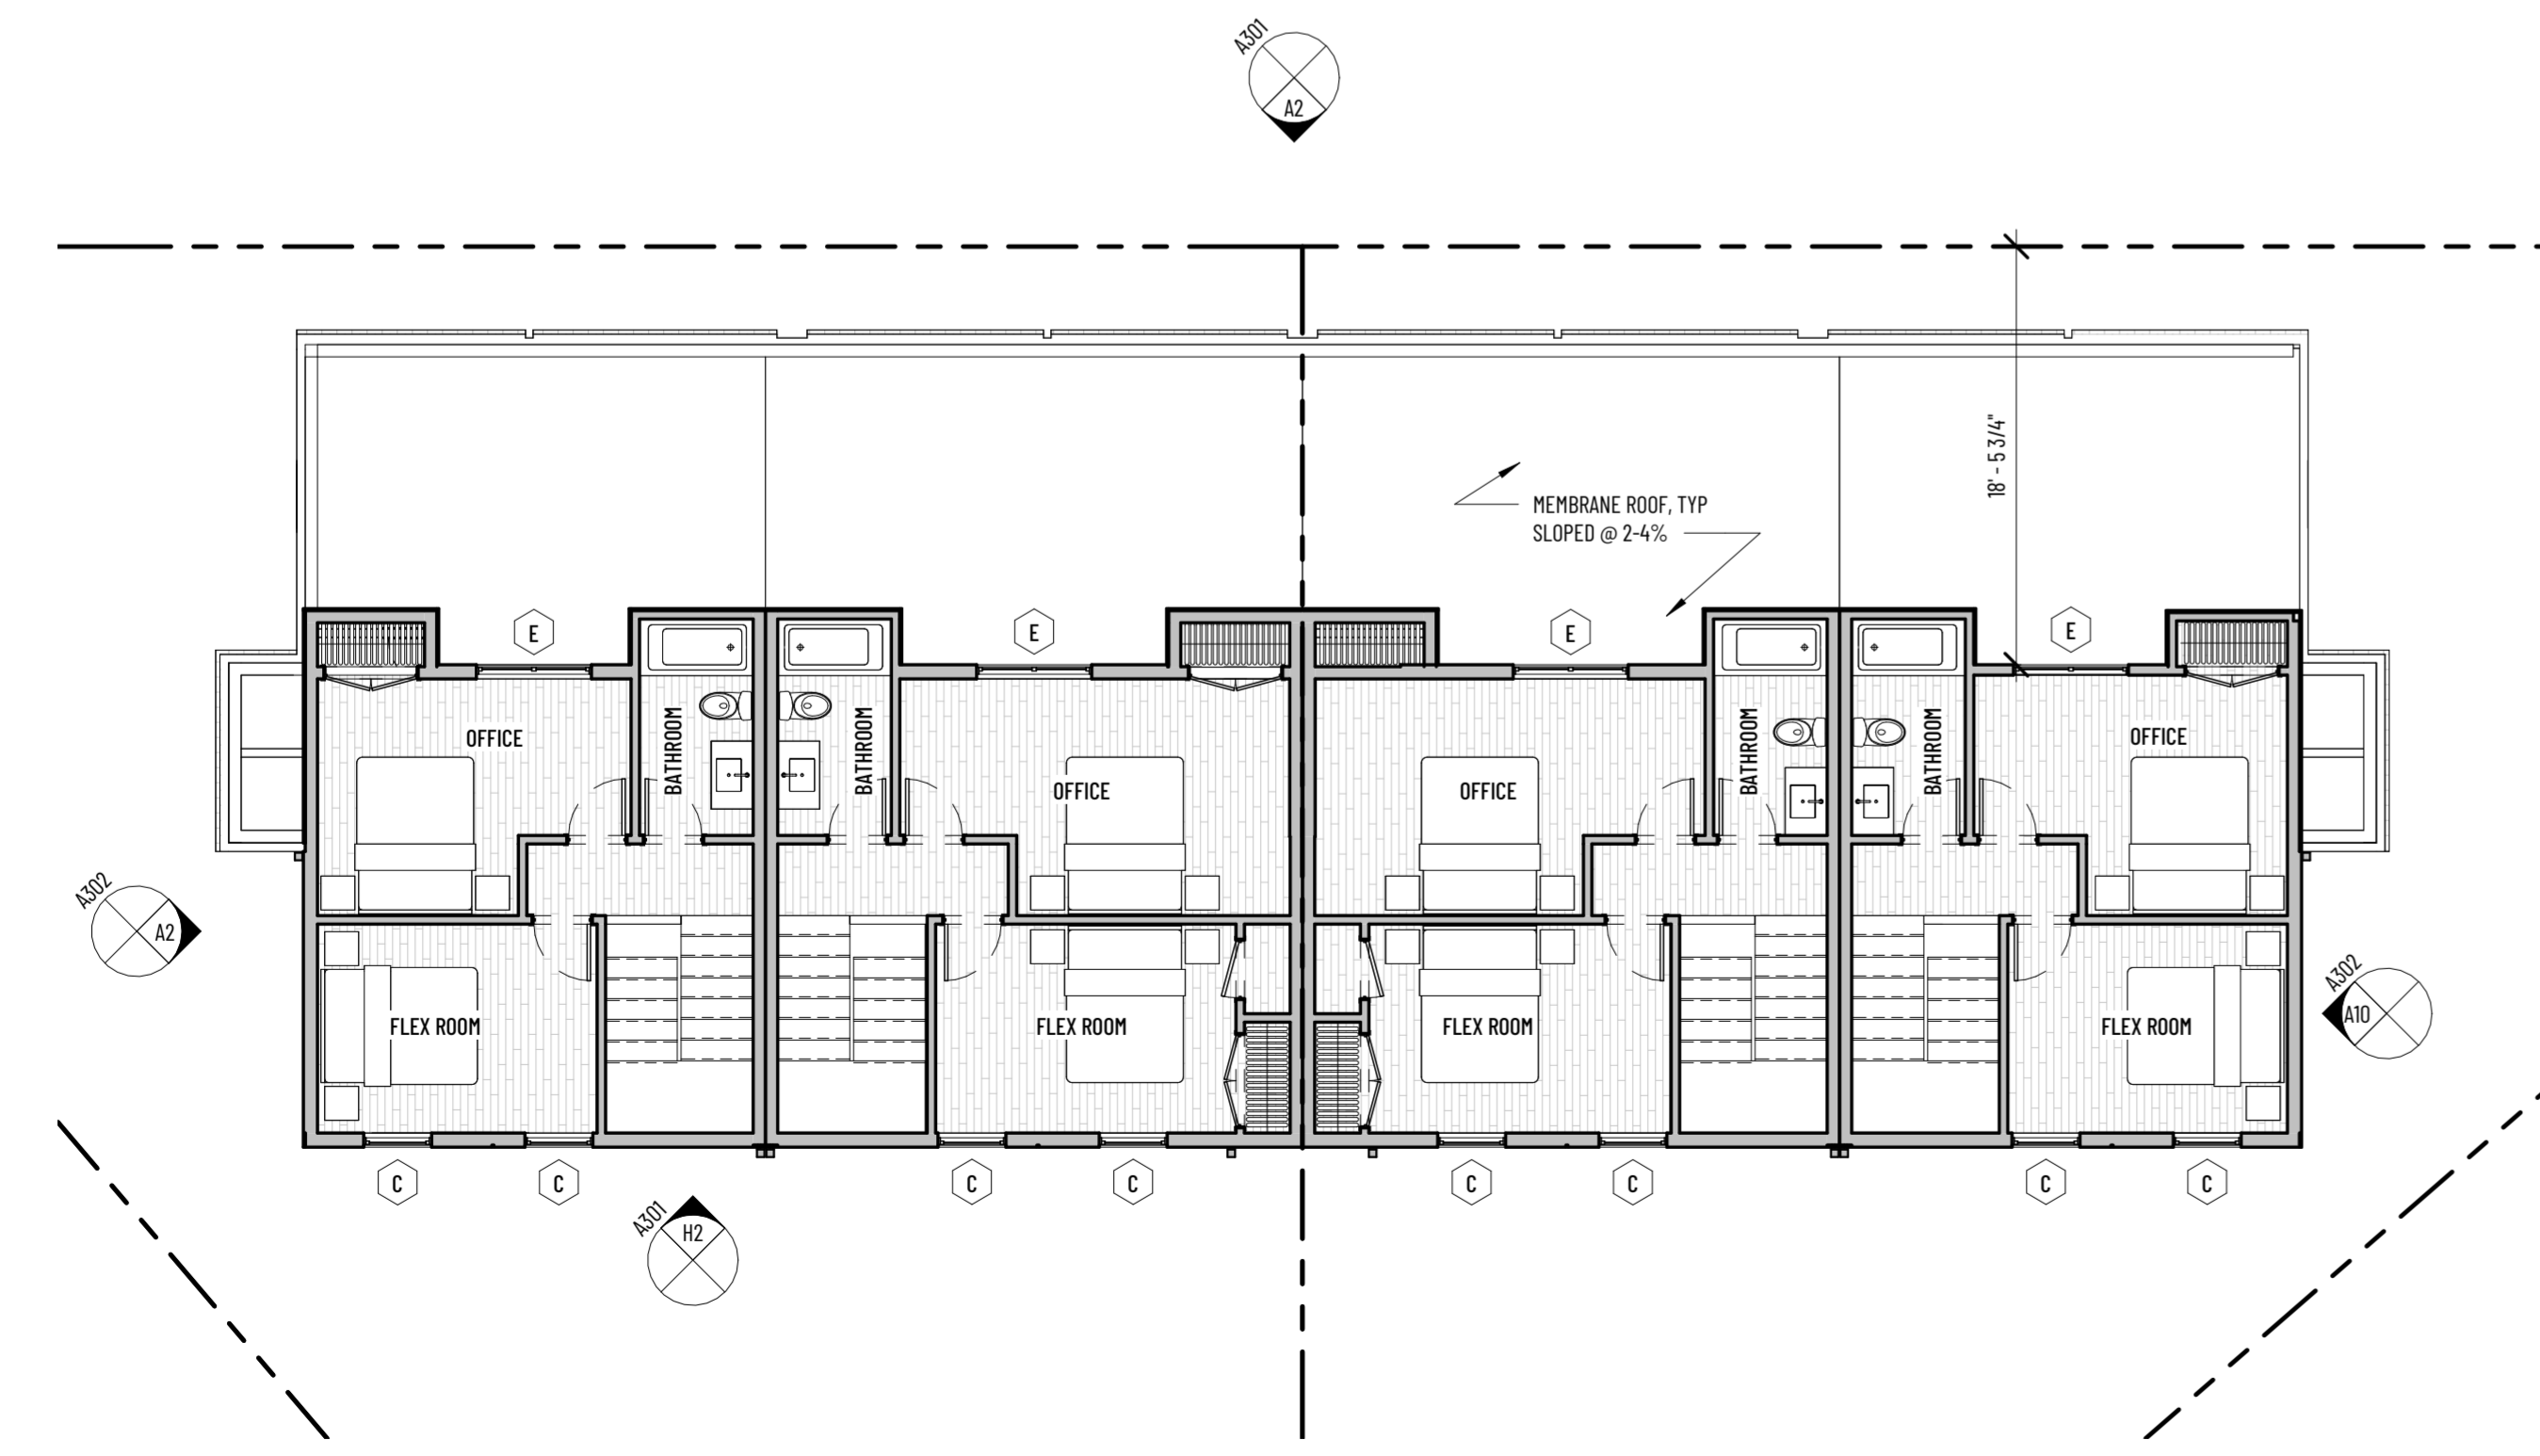 A301
A2
18' - 5 3/4"
MEMBRANE ROOF, TYP
SLOPED @ 2-4%
E
E
E
E
OFFICE
BATHROOM
BATHROOM
OFFICE
OFFICE
BATHROOM
BATHROOM
OFFICE
A302
A2
FLEX ROOM
FLEX ROOM
FLEX ROOM
FLEX ROOM
A302
A10
C
C
C
C
C
C
C
C
A301
H2